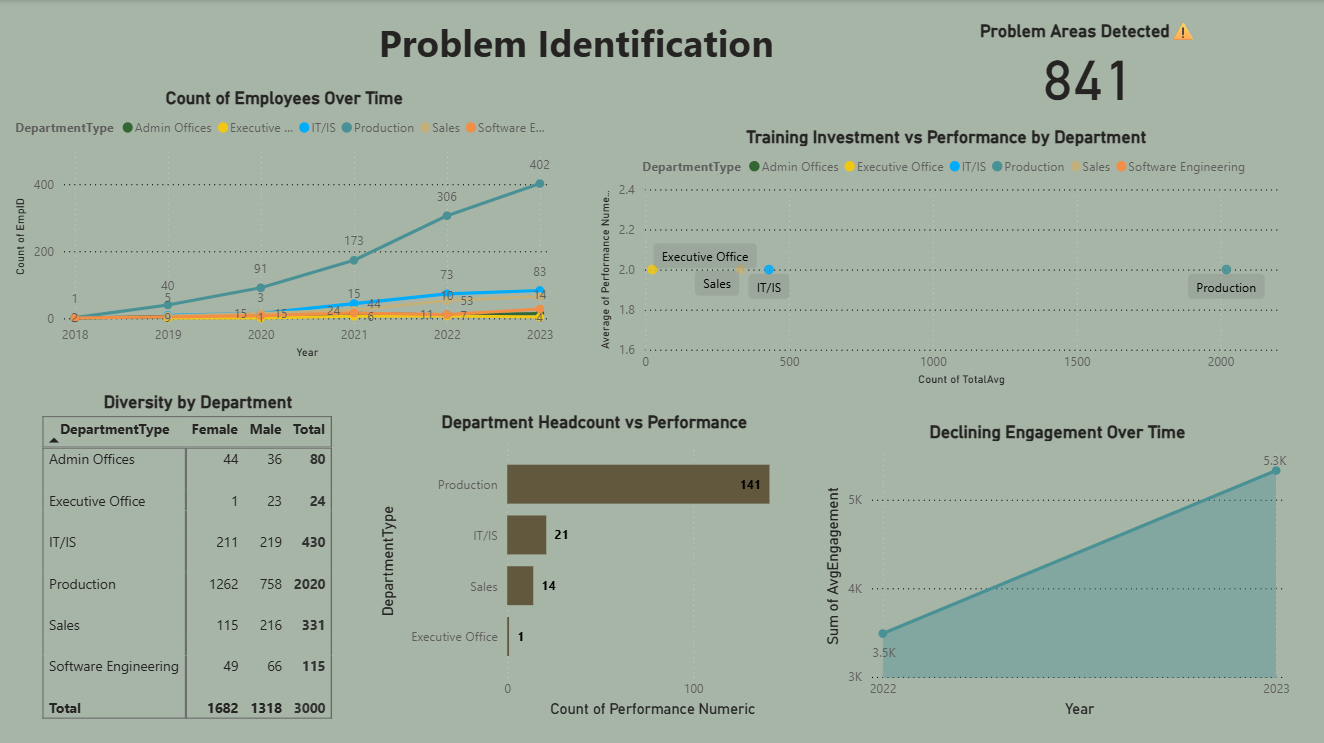 Problem Identification
Problem Areas Detected ⚠
841
Count of Employees Over Time
DepartmentType Admin Offices Executive ... IT/IS Production Sales Software E...
Count of EmpID
400
200
0
1
2
40
5
9
91
3
15
1
15
173
15
24
44
6
306
73
10
53
11
7
402
83
14
4
2018 2019 2020 2021 2022 2023
Year
Training Investment vs Performance by Department
DepartmentType Admin Offices Executive Office IT/IS Production Sales Software Engineering
Average of Performance Nume...
2.4
2.2
2.0
1.8
1.6
Executive Office
Sales
IT/IS
Production
0 500 1000 1500 2000
Count of TotalAvg
Diversity by Department
DepartmentType Female Male Total
Admin Offices 44 36 80
Executive Office 1 23 24
IT/IS 211 219 430
Production 1262 758 2020
Sales 115 216 331
Software Engineering 49 66 115
Total 1682 1318 3000
Department Headcount vs Performance
DepartmentType
Production 141
IT/IS 21
Sales 14
Executive Office 1
0 100
Count of Performance Numeric
Declining Engagement Over Time
Sum of AvgEngagement
5.3K
5K
4K
3.5K
3K
2022 2023
Year